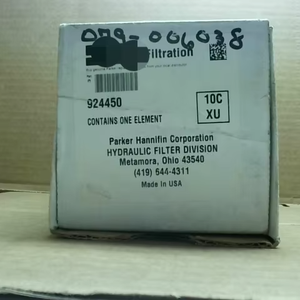 079-006038
Filtration
924450
10C
XU
CONTAINS ONE ELEMENT
Parker Hannifin Corporation
HYDRAULIC FILTER DIVISION
Metamora, Ohio 43540
(419) 644-4311
Made In USA